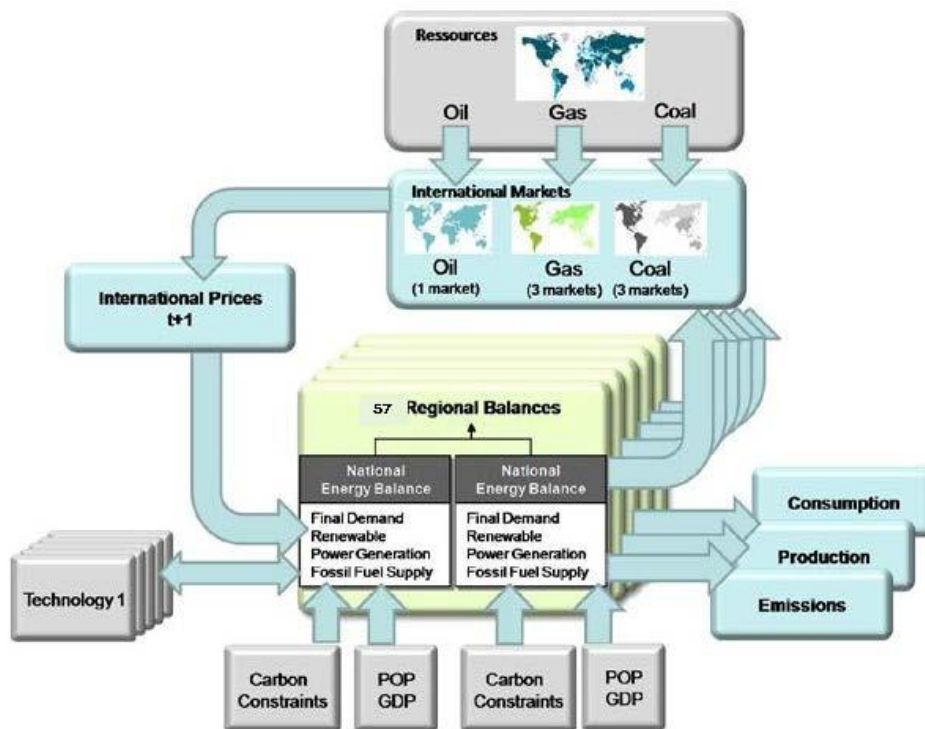 Ressources
Oil Gas Coal
International Markets
Oil Gas Coal
(1 market) (3 markets) (3 markets)
International Prices
t+1
57 Regional Balances
National
Energy Balance
Final Demand
Renewable
Power Generation
Fossil Fuel Supply
National
Energy Balance
Final Demand
Renewable
Power Generation
Fossil Fuel Supply
Consumption
Production
Emissions
Technology 1
Carbon
Constraints
POP
GDP
Carbon
Constraints
POP
GDP